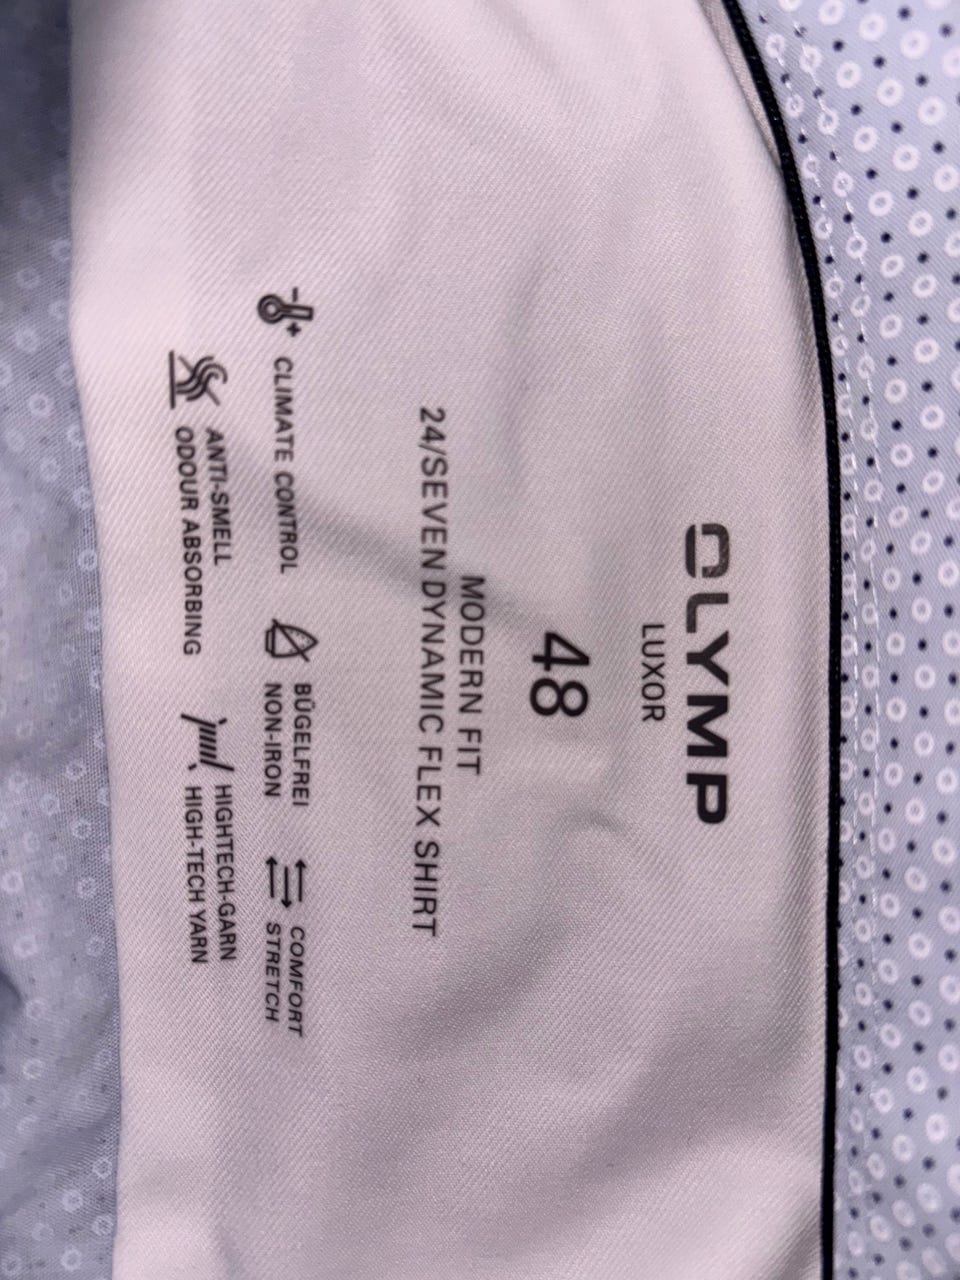 OLYMP
LUXOR
48
MODERN FIT
24/SEVEN DYNAMIC FLEX SHIRT
CLIMATE CONTROL
BÜGELFREI
NON-IRON
COMFORT
STRETCH
ANTI-SMELL
ODOUR ABSORBING
HIGHTECH-GARN
HIGH-TECH YARN